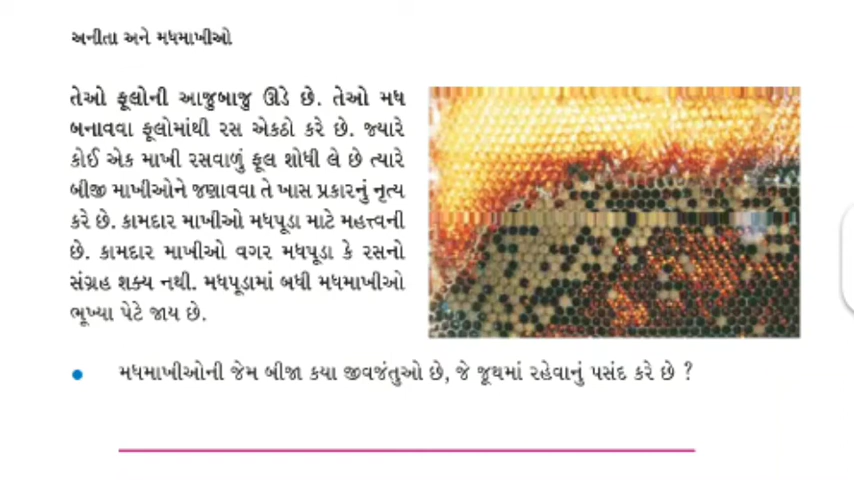 અનીતા અને મધમાખીઓ
તેઓ ફૂલોની આજુબાજુ ઊડે છે. તેઓ મધ
બનાવવા ફૂલોમાંથી રસ એકઠો કરે છે. જ્યારે
કોઈ એક માખી રસવાળું ફૂલ શોધી લે છે ત્યારે
બીજી માખીઓને જણાવવા તે ખાસ પ્રકારનું નૃત્ય
કરે છે. કામદાર માખીઓ મધપૂડા માટે મહત્ત્વની
છે. કામદાર માખીઓ વગર મધપૂડા કે રસનો
સંગ્રહ શક્ય નથી. મધપૂડામાં બધી મધમાખીઓ
ભૂખ્યા પેટે જાય છે.
• મધમાખીઓની જેમ બીજા કયા જીવજંતુઓ છે, જે જૂથમાં રહેવાનું પસંદ કરે છે ?